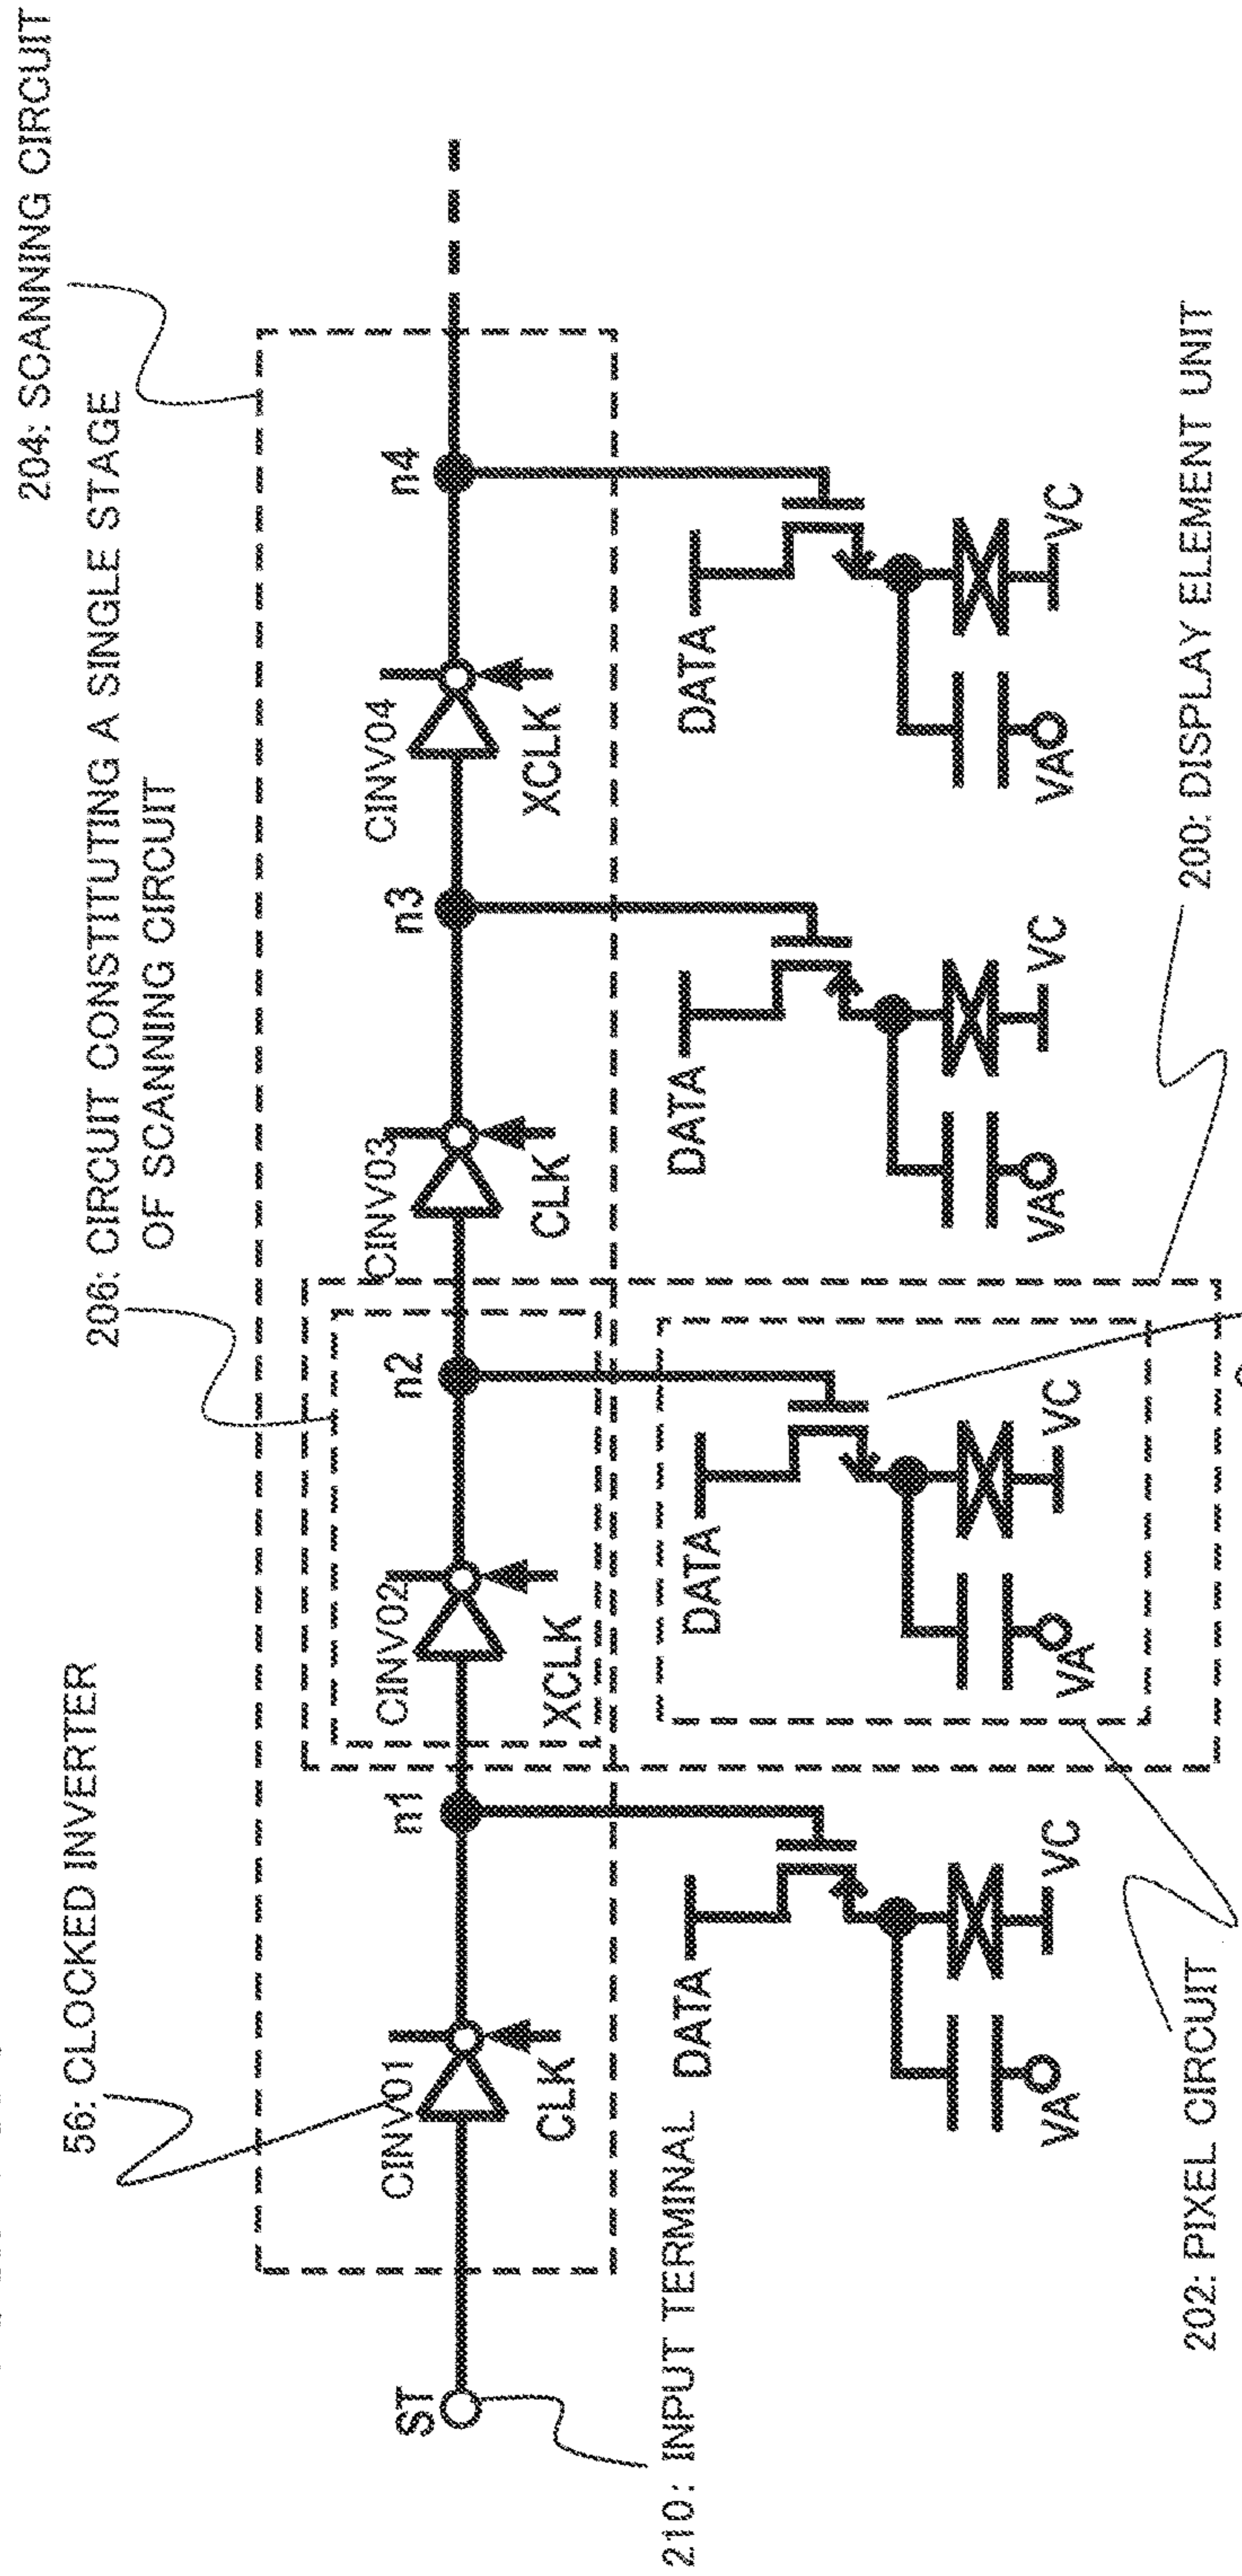 204: SCANNING CIRCUIT
206: CIRCUIT CONSTITUTING A SINGLE STAGE
OF SCANNING CIRCUIT
56: CLOCKED INVERTER
ST
CINV01
CLK
n1
CINV02
XCLK
n2
CINV03
CLK
n3
CINV04
XCLK
n4
210: INPUT TERMINAL
DATA
VA
VC
DATA
VA
VC
DATA
VA
VC
DATA
VA
VC
202: PIXEL CIRCUIT
200: DISPLAY ELEMENT UNIT